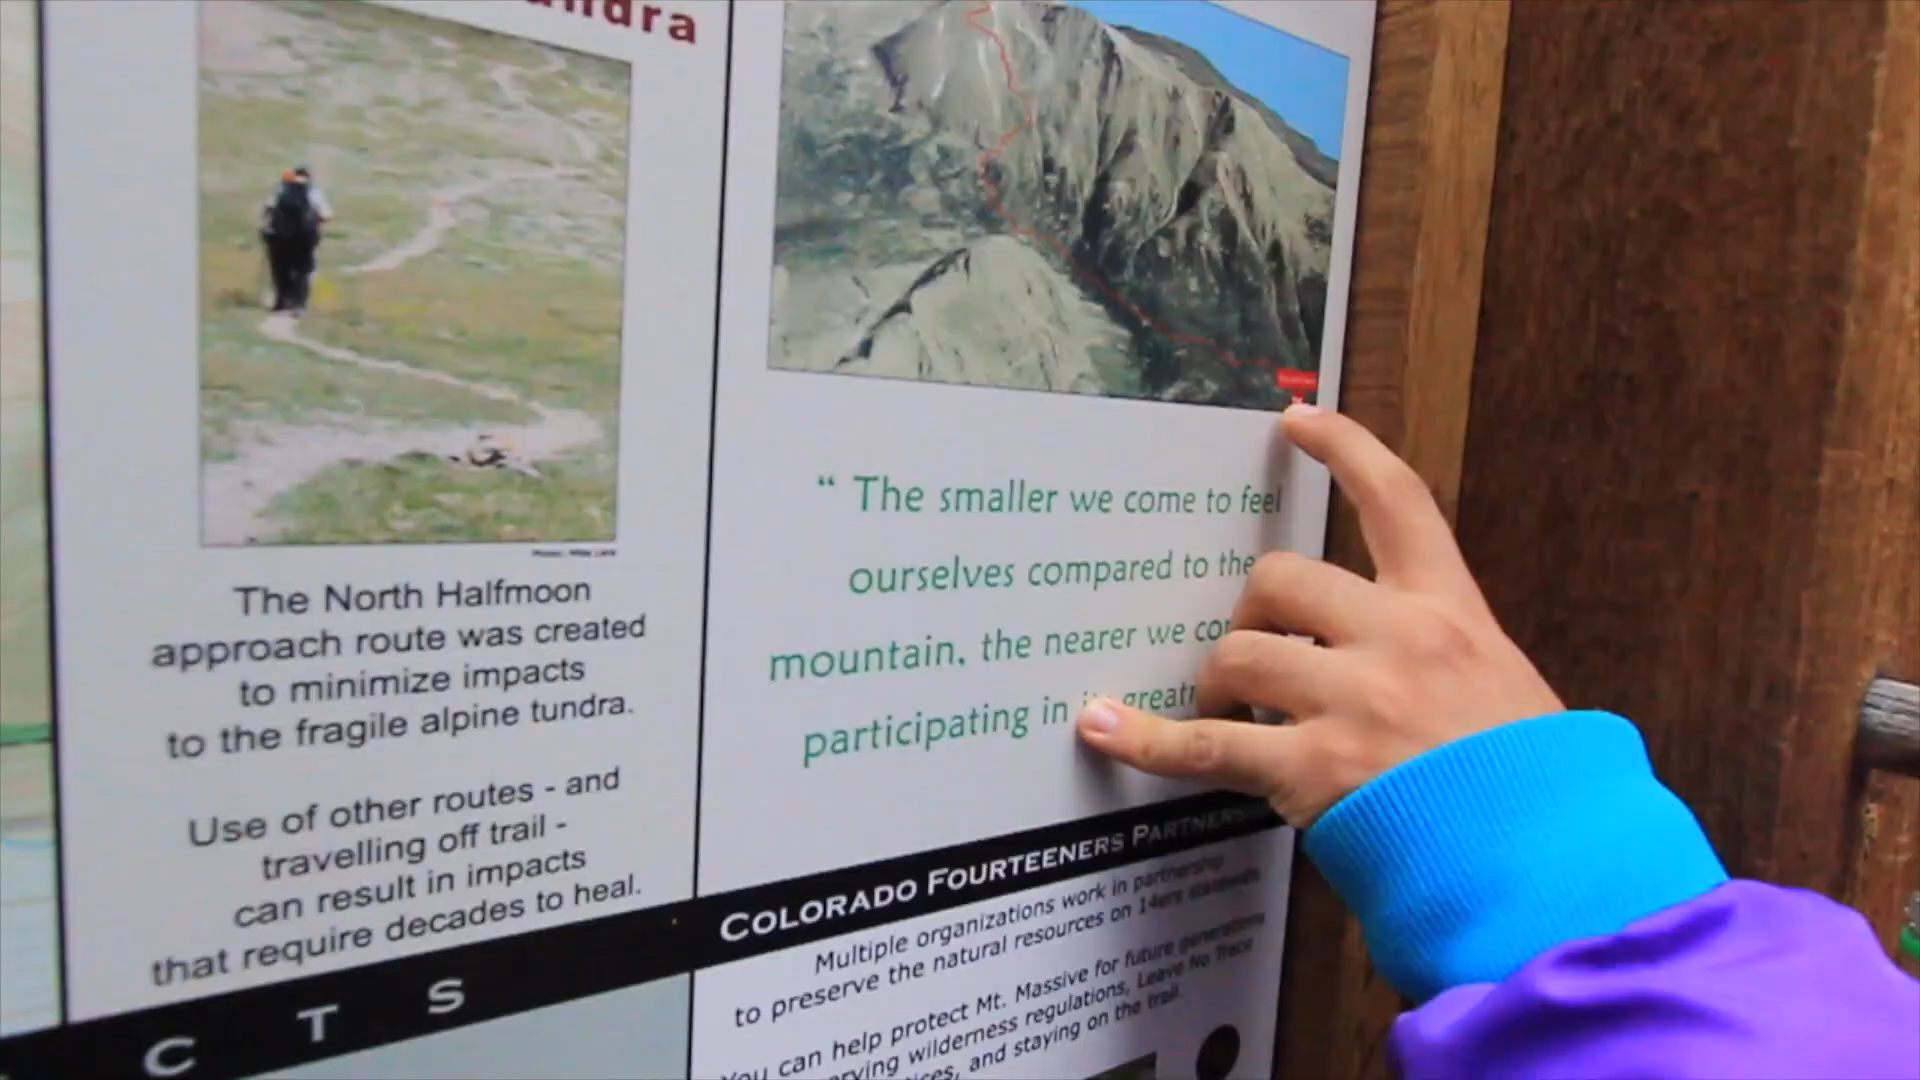 The North Halfmoon
approach route was created
to minimize impacts
to the fragile alpine tundra.
Use of other routes - and
travelling off trail -
can result in impacts
that require decades to heal.
C T S
“ The smaller we come to feel
ourselves compared to the
mountain, the nearer we
participating in
COLORADO FOURTEENERS
Multiple organizations work in partnership
to preserve the natural resources on 14ers statewide
You can help protect Mt. Massive for future generations
wilderness regulations, Leave No Trace
and staying on the trail.